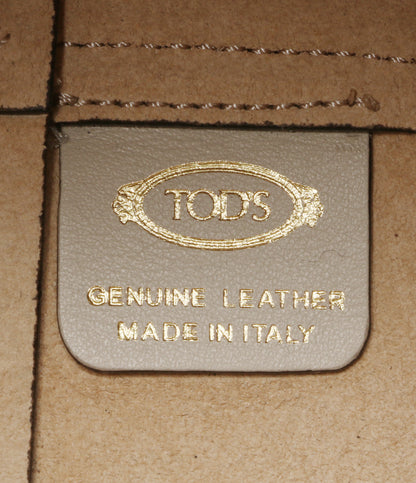 TOD'S
GENUINE LEATHER
MADE IN ITALY